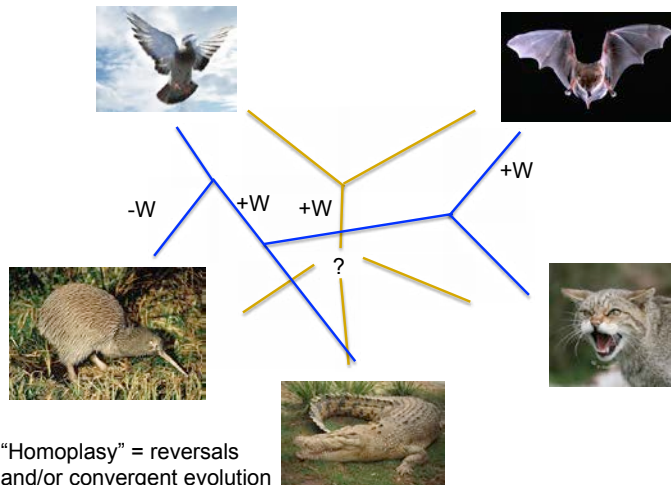 +W
-W
+W
+W
?
“Homoplasy” = reversals
and/or convergent evolution